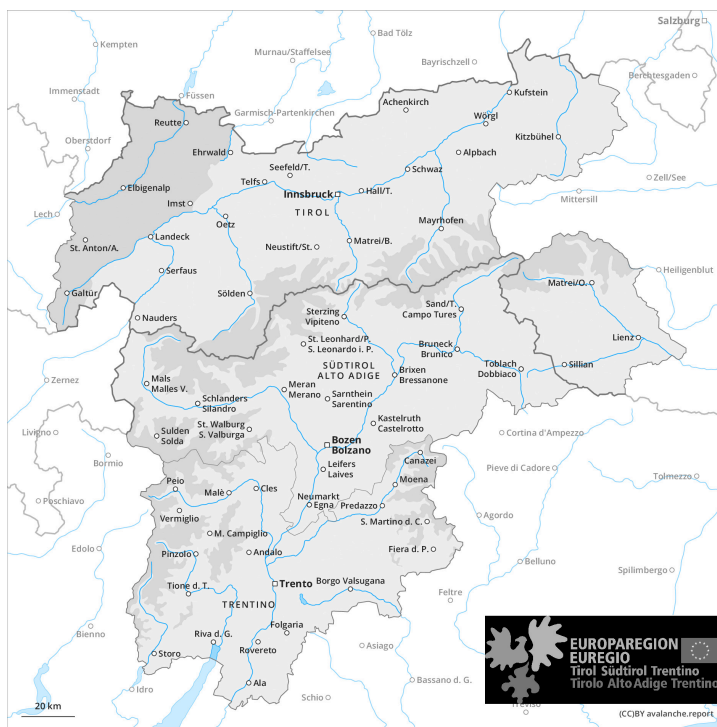 Salzburg
Kempten
Bad Tölz
Murnau/Staffelsee
Bayrischzell
Berchtesgaden
Immenstadt
Füssen
Garmisch-Partenkirchen
Achenkirch
Kufstein
Reutte
Wörgl
Oberstdorf
Kitzbühel
Ehrwald
Alpbach
Seefeld/T.
Schwaz
Telfs
Zell/See
Elbigenalp
Innsbruck
Hall/T.
Mittersill
Imst
TIROL
Lech
Oetz
Mayrhofen
Landeck
Neustift/St.
Matrei/B.
St. Anton/A.
Serfaus
Heiligenblut
Matrei/O.
Galtür
Sölden
Sand/T.
Campo Tures
Nauders
Sterzing
Vipiteno
Lienz
St. Leonhard/P.
S. Leonardo i. P.
Bruneck
Brunico
Toblach
Dobbiaco
Sillian
SÜDTIROL
ALTO ADIGE
Brixen
Bressanone
Zernez
Mals
Malles V.
Meran
Merano
Sarnthein
Sarentino
Schlanders
Silandro
Kastelruth
Castelrotto
St. Walburg
S. Valburga
Livigno
Sulden
Solda
Bozen
Bolzano
Cortina d'Ampezzo
Bormio
Canazei
Leifers
Laives
Pieve di Cadore
Peio
Moena
Tolmezzo
Malè
Cles
Poschiavo
Neumarkt
Egna
Predazzo
Vermiglio
Agordo
S. Martino d. C.
M. Campiglio
Edolo
Pinzolo
Andalo
Fiera d. P.
Belluno
Spilimbergo
Tione d. T.
Trento
Borgo Valsugana
Feltre
TRENTINO
Folgaria
Bienno
Riva d. G.
Rovereto
Asiago
Storo
Ala
Bassano d. G.
Idro
Schio
Treviso
EUROPAREGION
EUREGIO
Tirol Südtirol Trentino
Tirolo AltoAdige Trentino
20 km
(CC)BY avalanche.report